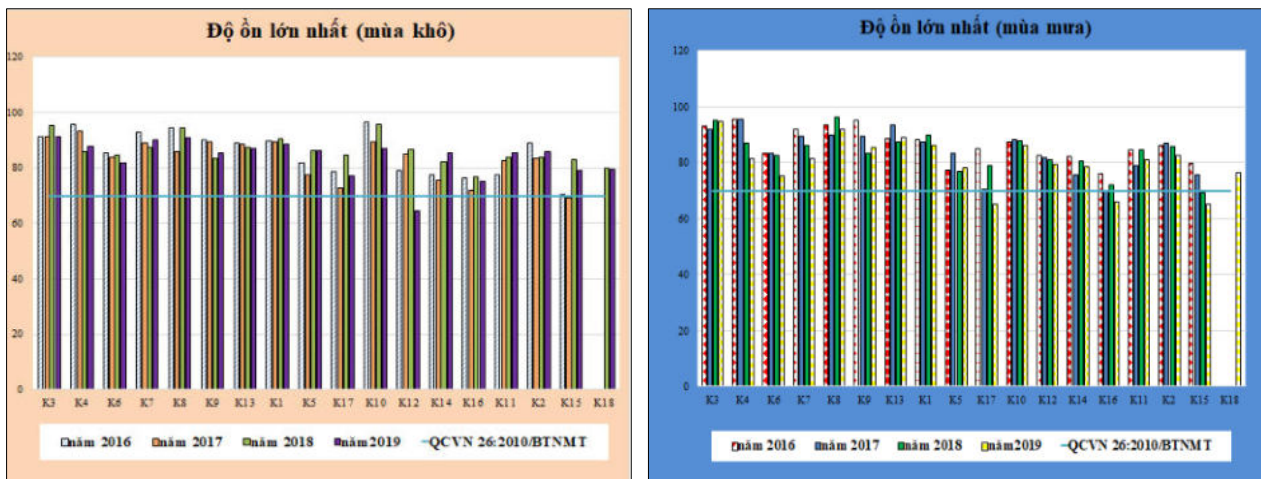 Độ ồn lớn nhất (mùa khô)
120
100
80
60
40
20
0
K3 K4 K6 K7 K8 K9 K13 K1 K5 K17 K10 K12 K14 K16 K11 K2 K15 K18
năm 2016 năm 2017 năm 2018 năm2019 QCVN 26:2010/BTNMT
Độ ồn lớn nhất (mùa mưa)
120
100
80
60
40
20
0
K3 K4 K6 K7 K8 K9 K13 K1 K5 K17 K10 K12 K14 K16 K11 K2 K15 K18
năm 2016 năm 2017 năm 2018 năm2019 QCVN 26:2010/BTNMT